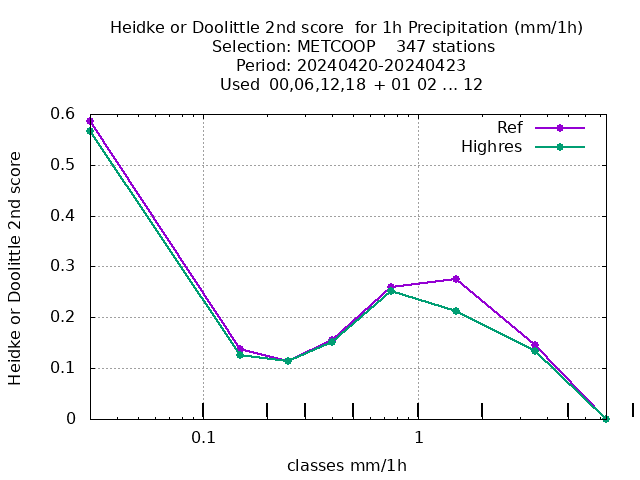 Heidke or Doolittle 2nd score  for 1h Precipitation (mm/1h)
Selection: METCOOP    347 stations
Period: 20240420-20240423
Used  00,06,12,18  + 01 02 ... 12
Ref
Highres
0.6
0.5
0.4
0.3
0.2
0.1
0
Heidke or Doolittle 2nd score
0.1
1
classes mm/1h